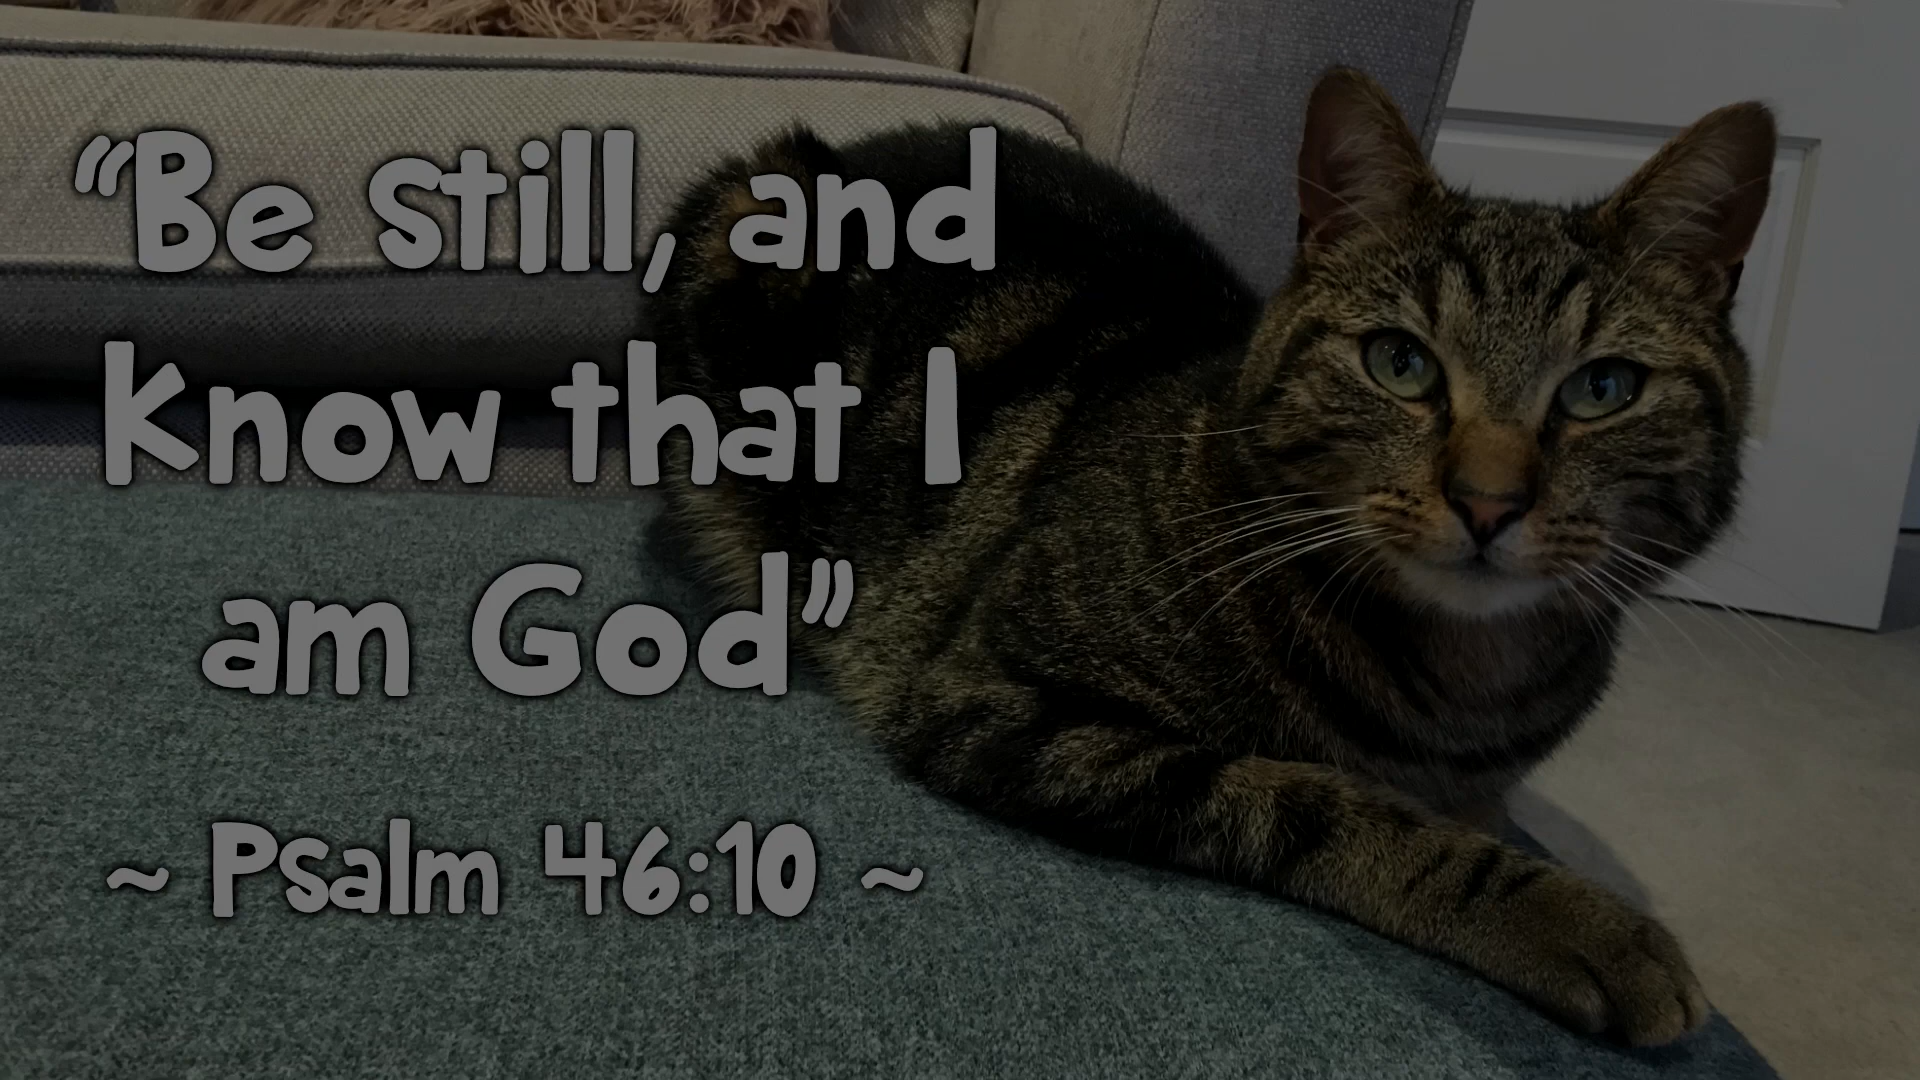 “Be still, and
know that I
am God”
~ Psalm 46:10 ~